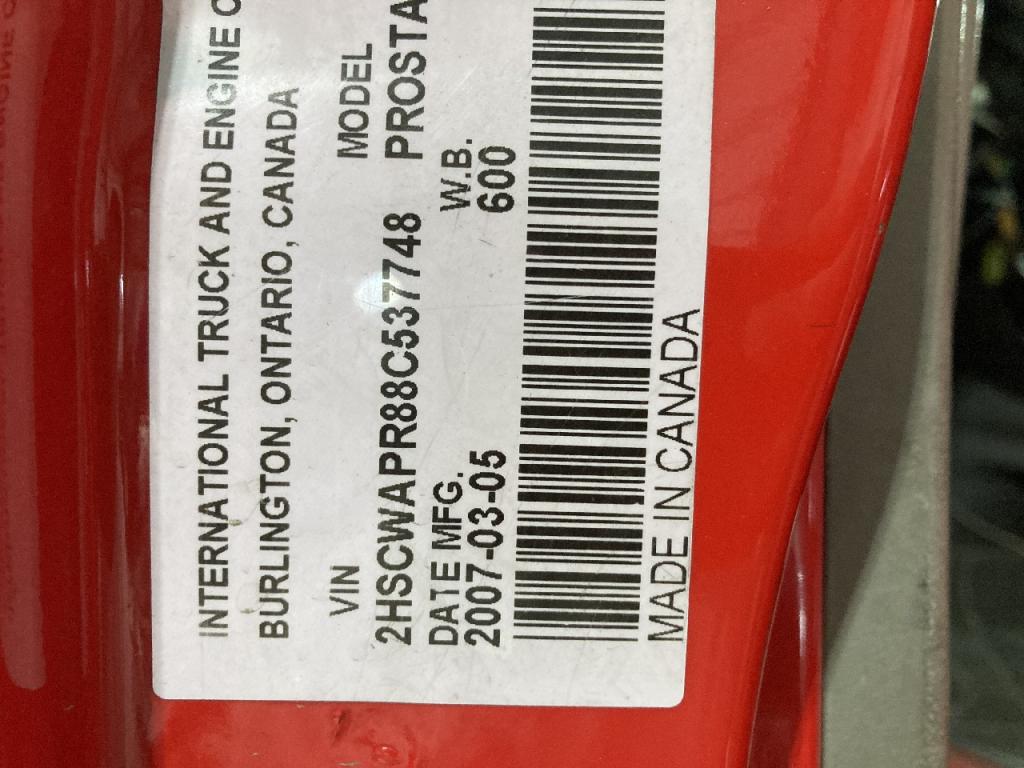 INTERNATIONAL TRUCK AND ENGINE C
BURLINGTON, ONTARIO, CANADA
VIN MODEL
2HSCWAPR88C537748 PROSTA
DATE MFG. W.B.
2007-03-05 600
MADE IN CANADA